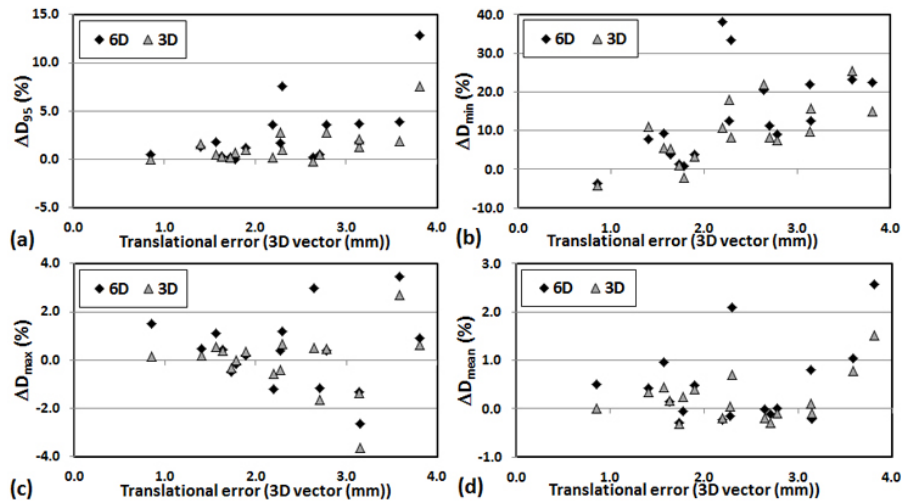 6D 3D
15.0
10.0
5.0
0.0
-5.0
ΔD95 (%)
0.0 1.0 2.0 3.0 4.0
Translational error (3D vector (mm))
(a)
6D 3D
40.0
30.0
20.0
10.0
0.0
-10.0
ΔDmin (%)
0.0 1.0 2.0 3.0 4.0
Translational error (3D vector (mm))
(b)
6D 3D
4.0
2.0
0.0
-2.0
-4.0
ΔDmax (%)
0.0 1.0 2.0 3.0 4.0
Translational error (3D vector (mm))
(c)
6D 3D
3.0
2.0
1.0
0.0
-1.0
ΔDmean (%)
0.0 1.0 2.0 3.0 4.0
Translational error (3D vector (mm))
(d)